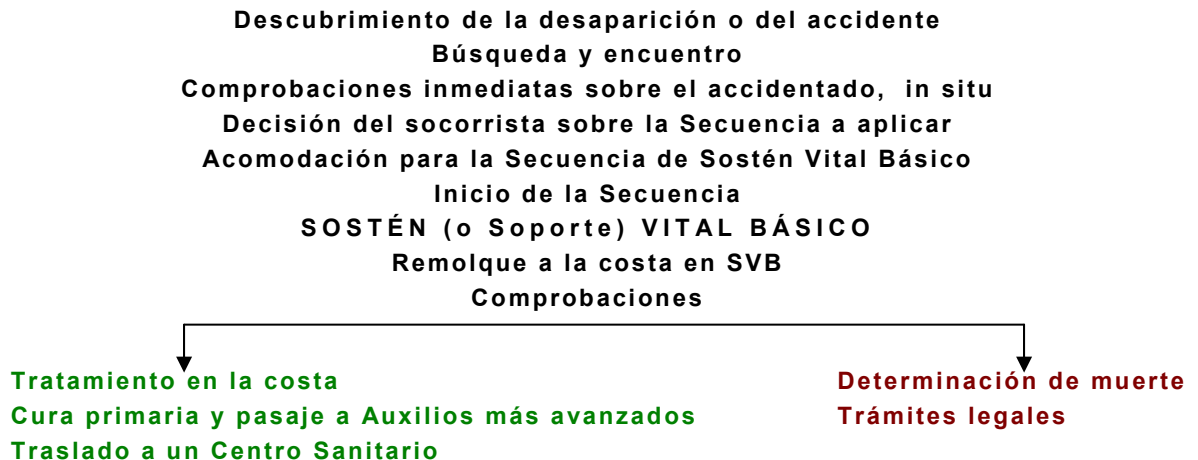 Descubrimiento de la desaparición o del accidente
Búsqueda y encuentro
Comprobaciones inmediatas sobre el accidentado, in situ
Decisión del socorrista sobre la Secuencia a aplicar
Acomodación para la Secuencia de Sostén Vital Básico
Inicio de la Secuencia
SOSTÉN (o Soporte) VITAL BÁSICO
Remolque a la costa en SVB
Comprobaciones
Tratamiento en la costa
Cura primaria y pasaje a Auxilios más avanzados
Traslado a un Centro Sanitario
Determinación de muerte
Trámites legales